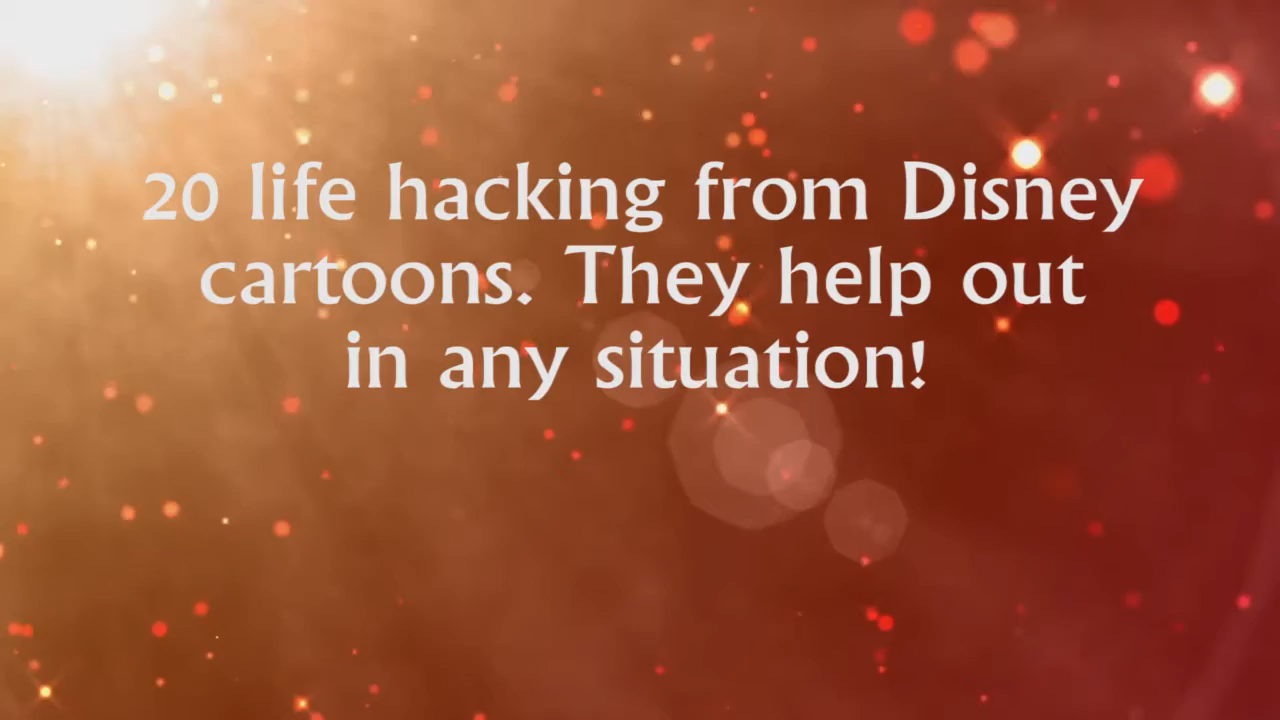 20 life hacking from Disney
cartoons. They help out
in any situation!